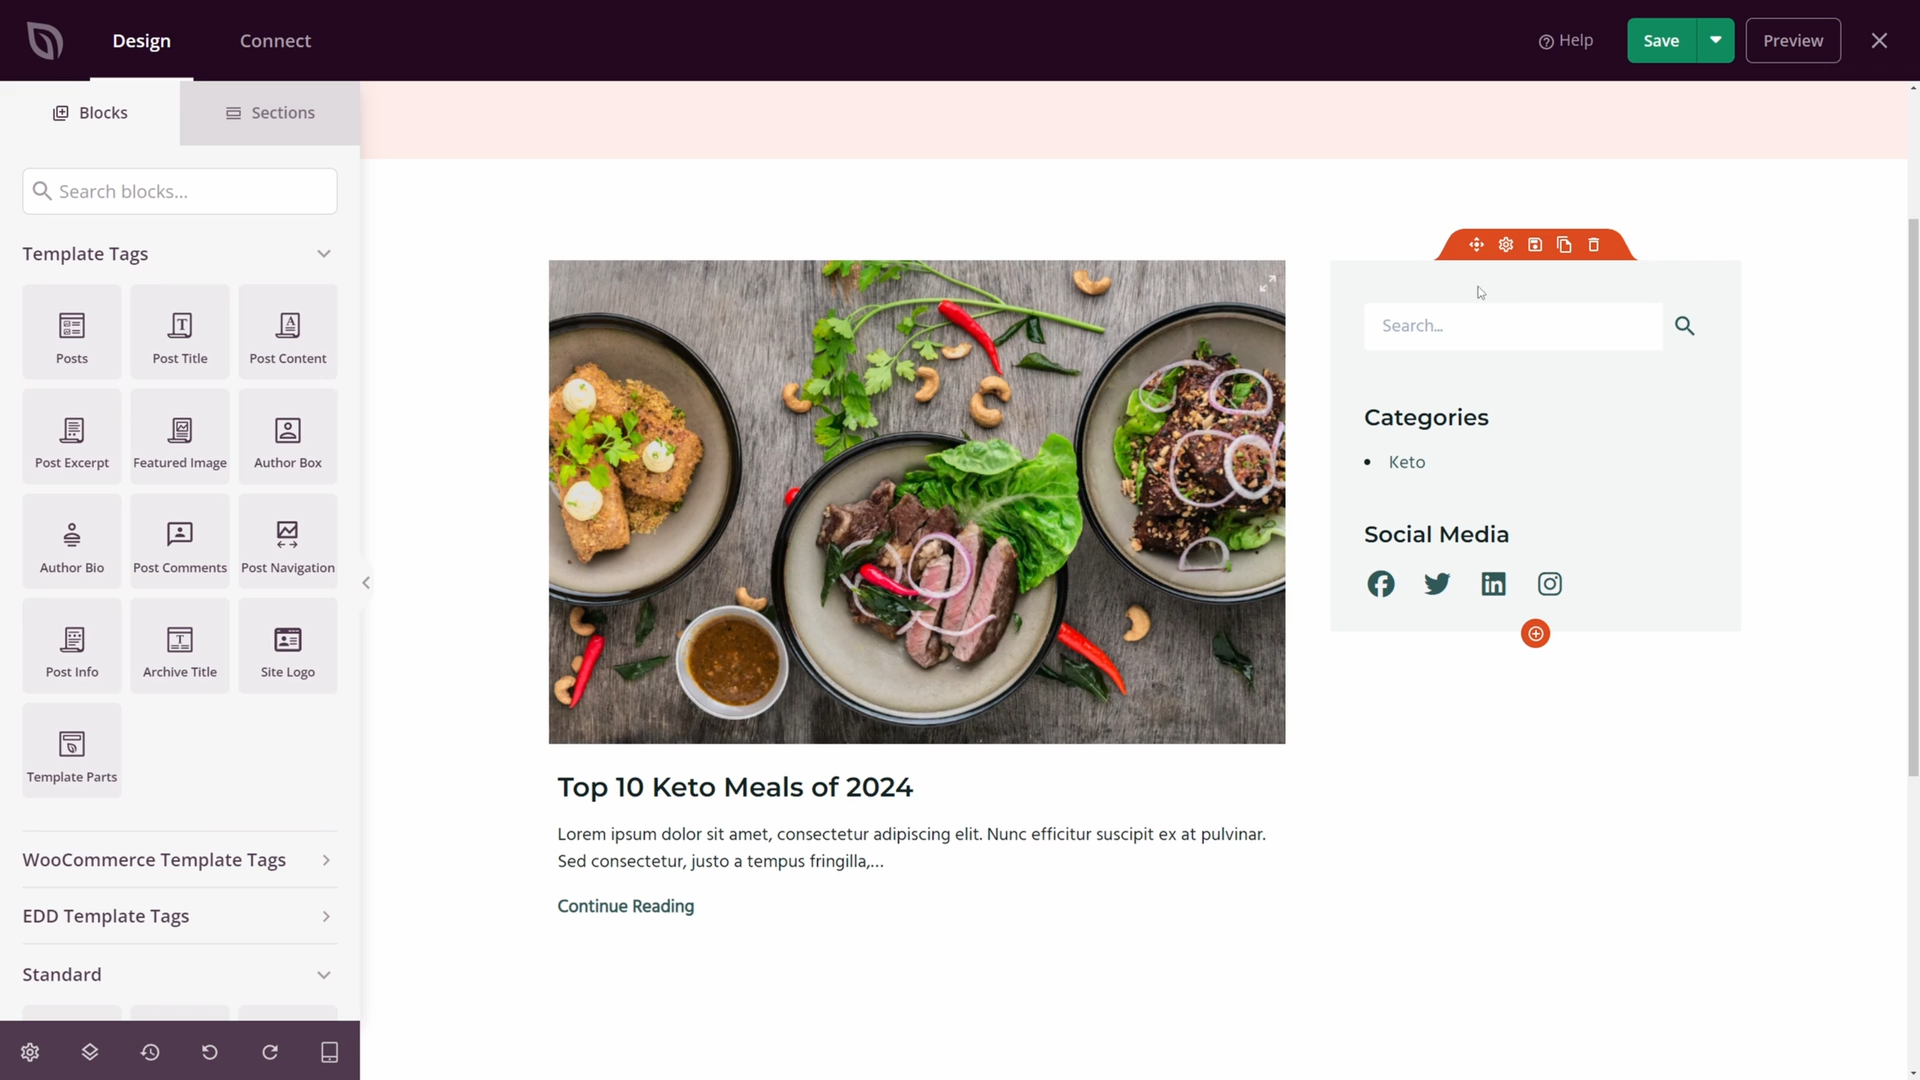 Design
Connect
Help
Save
Preview
Blocks
Sections
Search blocks...
Template Tags
Posts
Post Title
Post Content
Post Excerpt
Featured Image
Author Box
Author Bio
Post Comments
Post Navigation
Post Info
Archive Title
Site Logo
Template Parts
WooCommerce Template Tags
EDD Template Tags
Standard
Top 10 Keto Meals of 2024
Lorem ipsum dolor sit amet, consectetur adipiscing elit. Nunc efficitur suscipit ex at pulvinar.
Sed consectetur, justo a tempus fringilla,...
Continue Reading
Search...
Categories
Keto
Social Media